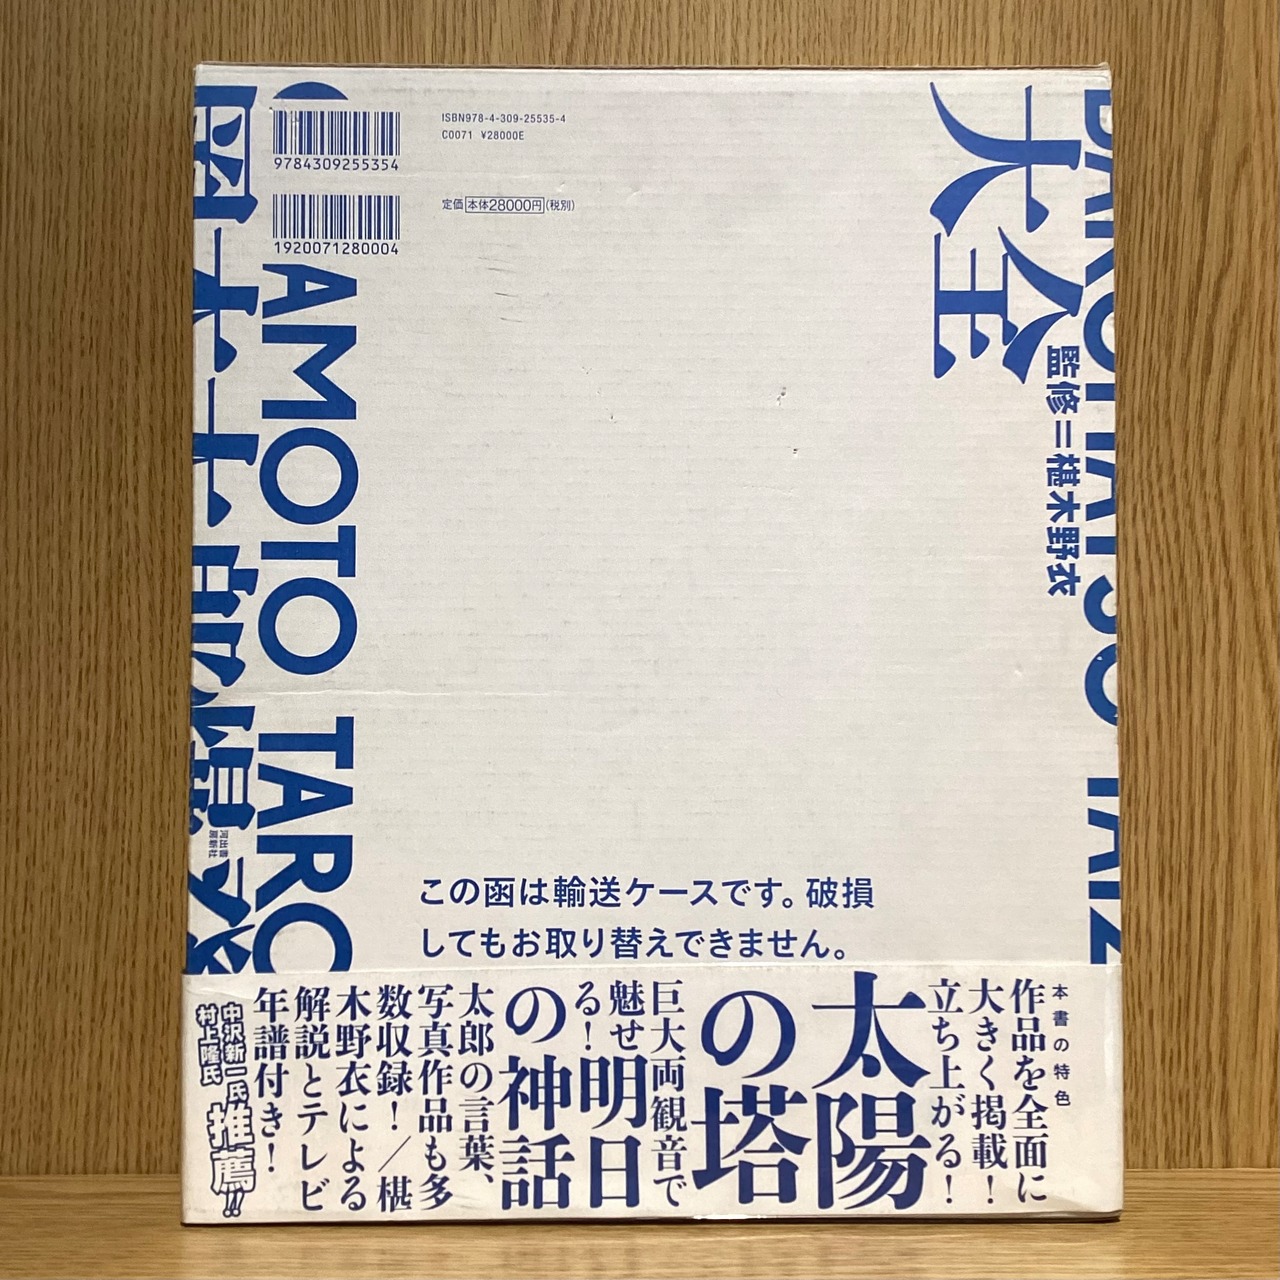 ISBN978-4-309-25535-4
C0071 ¥28000E
9784309255354
定価 本体28000円 (税別)
1920071280004
大全
監修＝椹木野衣
AMOTO TARO
河出書房新社
この函は輸送ケースです。破損
してもお取り替えできません。
本書の特色
作品を全面に
大きく掲載！
立ち上がる！
太陽
の塔
巨大両観音で
魅せ
る！明日
の神話
太郎の言葉、
写真作品も多
数収録！／椹
木野衣による
解説とテレビ
年譜付き！
中沢新一氏
村上隆氏
推薦!!